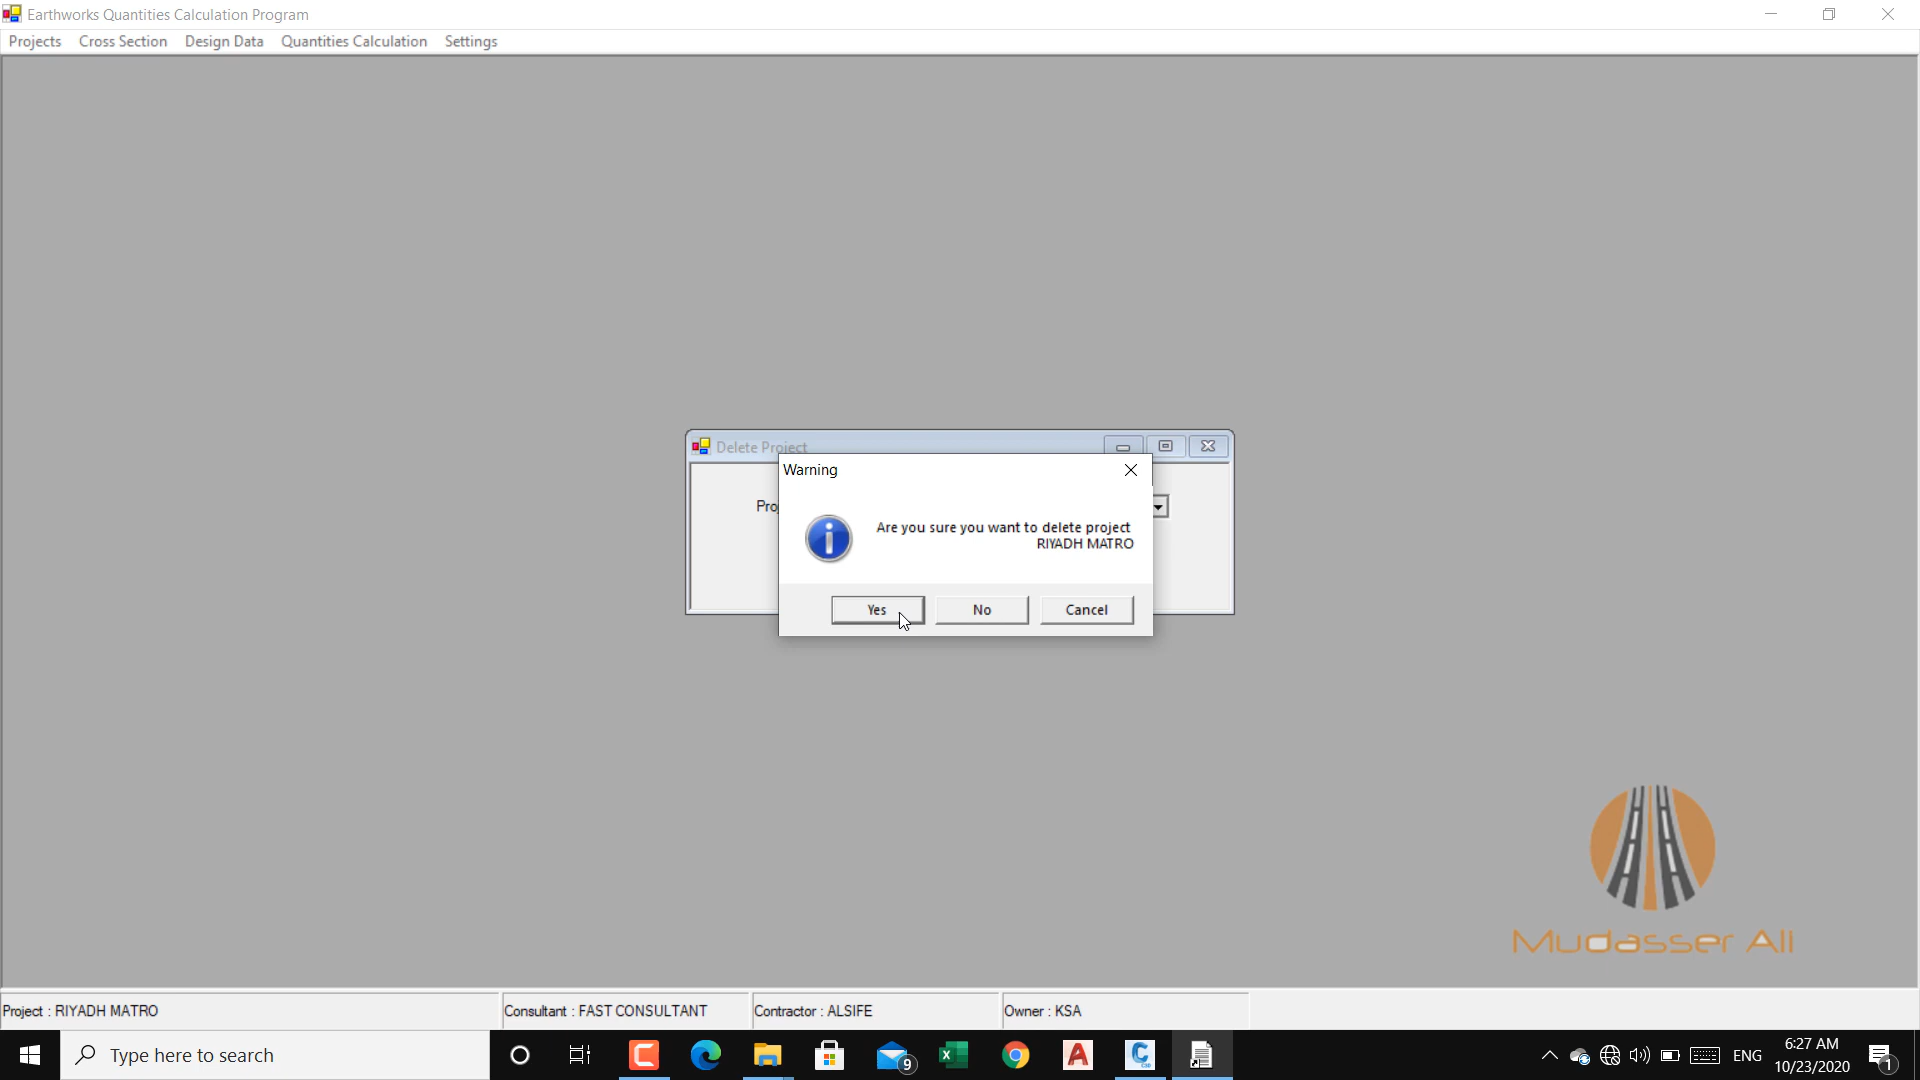 Earthworks Quantities Calculation Program
Projects Cross Section Design Data Quantities Calculation Settings
Delete Project
Warning
Are you sure you want to delete project
RIYADH MATRO
Yes No Cancel
Mudasser Ali
Project : RIYADH MATRO Consultant : FAST CONSULTANT Contractor : ALSIFE Owner : KSA
Type here to search
9
ENG
6:27 AM
10/23/2020
1